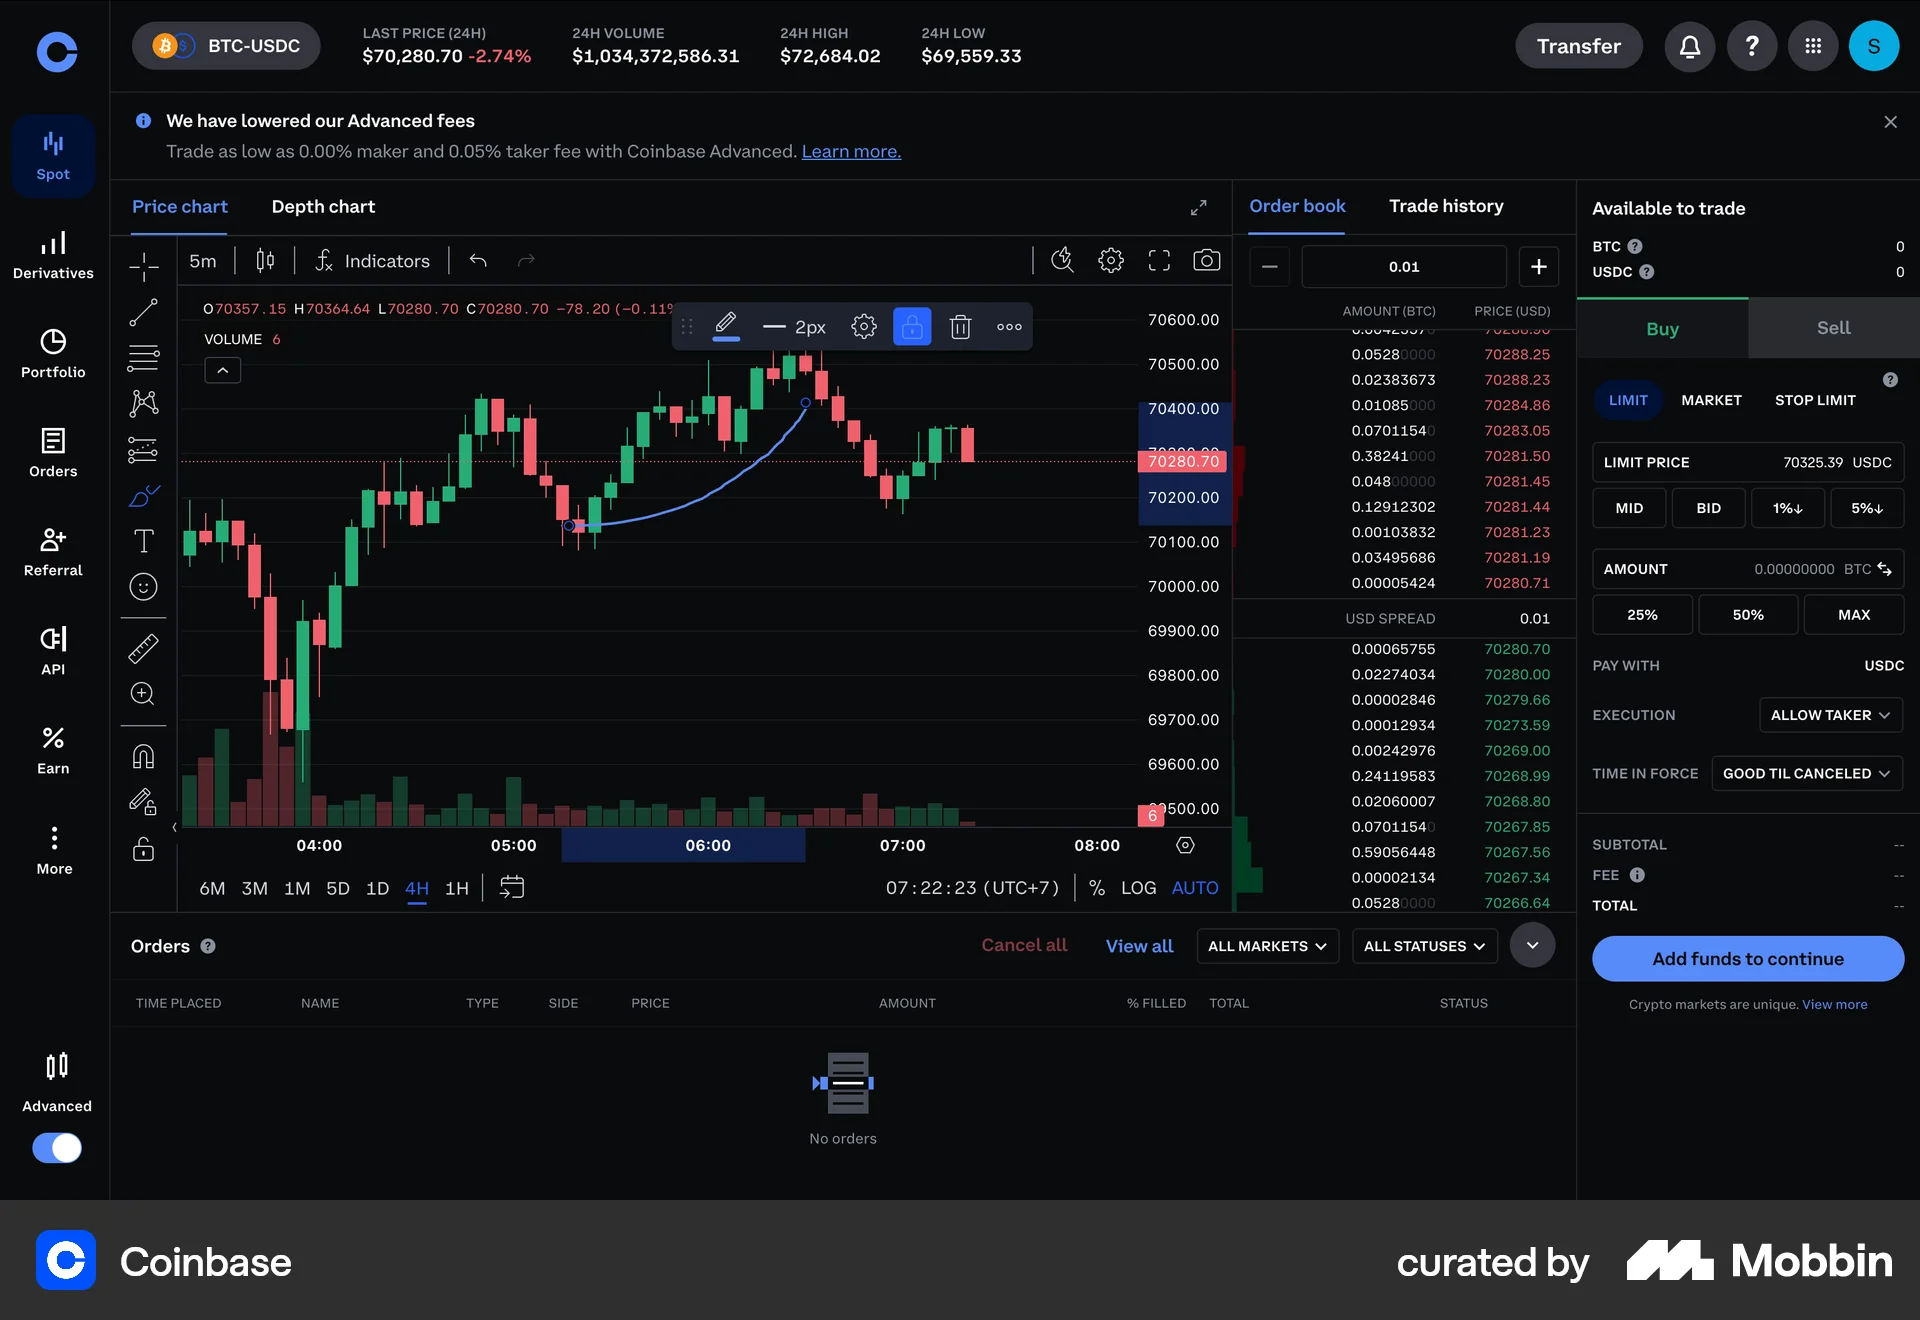 BTC-USDC
LAST PRICE (24H)
$70,280.70 -2.74%
24H VOLUME
$1,034,372,586.31
24H HIGH
$72,684.02
24H LOW
$69,559.33
Transfer
?
S
Spot
Derivatives
Portfolio
Orders
Referral
API
Earn
More
Advanced
We have lowered our Advanced fees
Trade as low as 0.00% maker and 0.05% taker fee with Coinbase Advanced. Learn more.
Price chart
Depth chart
5m
Indicators
O70357.15 H70364.64 L70280.70 C70280.70 −78.20 (−0.11%
VOLUME 6
2px
70600.00
70500.00
70400.00
70280.70
70200.00
70100.00
70000.00
69900.00
69800.00
69700.00
69600.00
6
04:00
05:00
06:00
07:00
08:00
6M
3M
1M
5D
1D
4H
1H
07:22:23 (UTC+7)
%
LOG
AUTO
Order book
Trade history
0.01
AMOUNT (BTC) PRICE (USD)
0.05280000 70288.25
0.02383673 70288.23
0.01085000 70284.86
0.07011540 70283.05
0.38241000 70281.50
0.04800000 70281.45
0.12912302 70281.44
0.00103832 70281.23
0.03495686 70281.19
0.00005424 70280.71
USD SPREAD 0.01
0.00065755 70280.70
0.02274034 70280.00
0.00002846 70279.66
0.00012934 70273.59
0.00242976 70269.00
0.24119583 70268.99
0.02060007 70268.80
0.07011540 70267.85
0.59056448 70267.56
0.00002134 70267.34
0.05280000 70266.64
Available to trade
BTC ? 0
USDC ? 0
Buy
Sell
?
LIMIT
MARKET
STOP LIMIT
LIMIT PRICE 70325.39 USDC
MID
BID
1%↓
5%↓
AMOUNT 0.00000000 BTC
25%
50%
MAX
PAY WITH USDC
EXECUTION ALLOW TAKER
TIME IN FORCE GOOD TIL CANCELED
SUBTOTAL --
FEE --
TOTAL --
Add funds to continue
Crypto markets are unique. View more
Orders ?
Cancel all
View all
ALL MARKETS
ALL STATUSES
TIME PLACED
NAME
TYPE
SIDE
PRICE
AMOUNT
% FILLED
TOTAL
STATUS
No orders
Coinbase
curated by
Mobbin